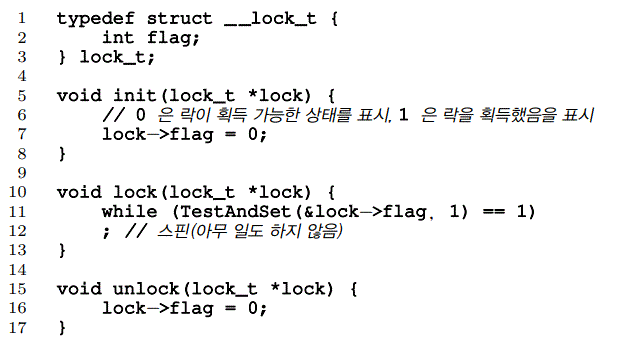 1 typedef struct __lock_t {
2 int flag;
3 } lock_t;
4
5 void init(lock_t *lock) {
6 // 0 은 락이 획득 가능한 상태를 표시, 1 은 락을 획득했음을 표시
7 lock->flag = 0;
8 }
9
10 void lock(lock_t *lock) {
11 while (TestAndSet(&lock->flag, 1) == 1)
12 ; // 스핀(아무 일도 하지 않음)
13 }
14
15 void unlock(lock_t *lock) {
16 lock->flag = 0;
17 }